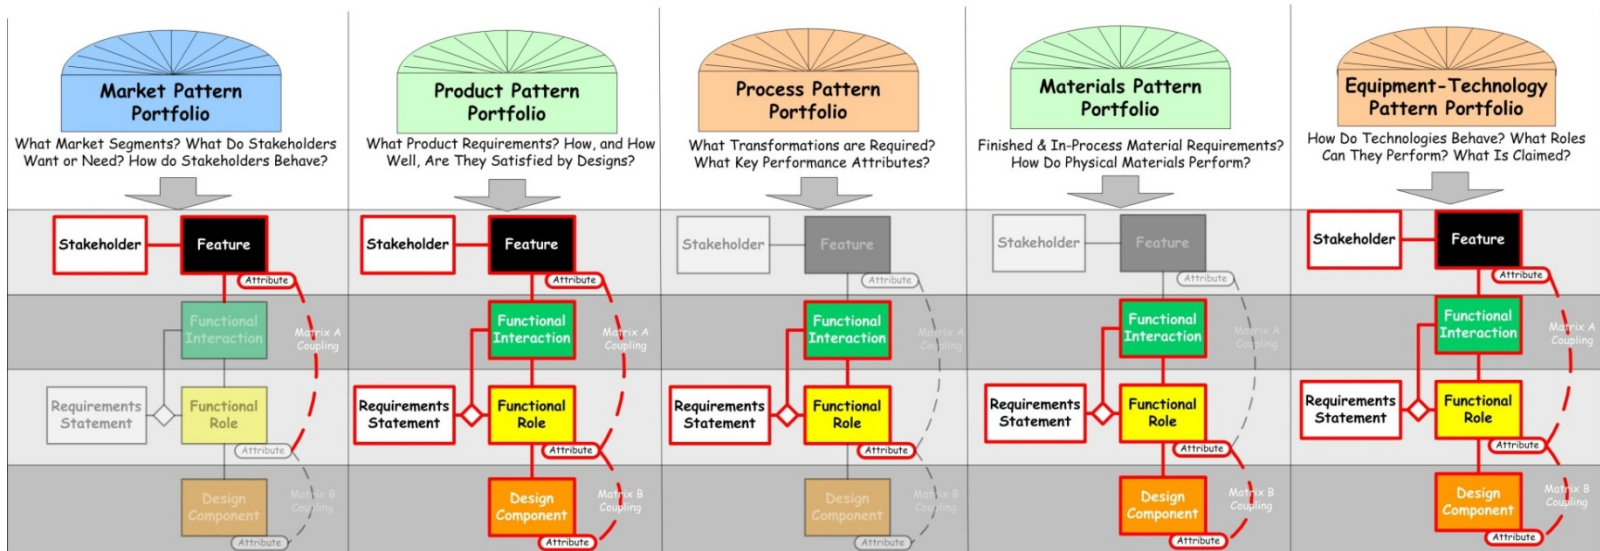 Market Pattern
Portfolio
What Market Segments? What Do Stakeholders
Want or Need? How do Stakeholders Behave?
Stakeholder
Feature
Attribute
Functional
Interaction
Matrix A
Coupling
Requirements
Statement
Functional
Role
Attribute
Design
Component
Matrix B
Coupling
Attribute
Product Pattern
Portfolio
What Product Requirements? How, and How
Well, Are They Satisfied by Designs?
Stakeholder
Feature
Attribute
Functional
Interaction
Matrix A
Coupling
Requirements
Statement
Functional
Role
Attribute
Design
Component
Matrix B
Coupling
Attribute
Process Pattern
Portfolio
What Transformations are Required?
What Key Performance Attributes?
Stakeholder
Feature
Attribute
Functional
Interaction
Matrix A
Coupling
Requirements
Statement
Functional
Role
Attribute
Design
Component
Matrix B
Coupling
Attribute
Materials Pattern
Portfolio
Finished & In-Process Material Requirements?
How Do Physical Materials Perform?
Stakeholder
Feature
Attribute
Functional
Interaction
Matrix A
Coupling
Requirements
Statement
Functional
Role
Attribute
Design
Component
Matrix B
Coupling
Attribute
Equipment-Technology
Pattern Portfolio
How Do Technologies Behave? What Roles
Can They Perform? What Is Claimed?
Stakeholder
Feature
Attribute
Functional
Interaction
Matrix A
Coupling
Requirements
Statement
Functional
Role
Attribute
Design
Component
Matrix B
Coupling
Attribute